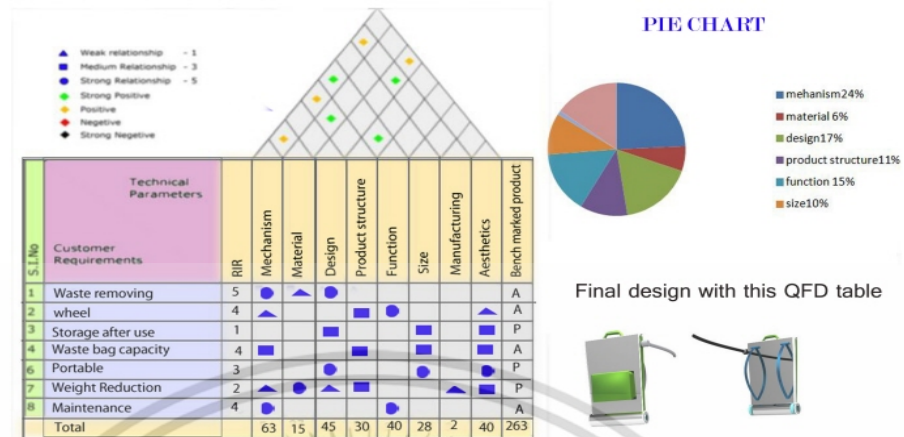 PIE CHART
Weak relationship - 1
Medium Relationship - 3
Strong Relationship - 5
Strong Positive
Positive
Negetive
Strong Negetive
mehanism24%
material 6%
design17%
product structure11%
function 15%
size10%
Technical
Parameters
Customer
Requirements
S.I.No
RIR
Mechanism
Material
Design
Product structure
Function
Size
Manufacturing
Aesthetics
Bench marked product
1 Waste removing 5 A
2 wheel 4 A
3 Storage after use 1 P
4 Waste bag capacity 4 A
6 Portable 3 P
7 Weight Reduction 2 P
8 Maintenance 4 A
Total 63 15 45 30 40 28 2 40 263
Final design with this QFD table